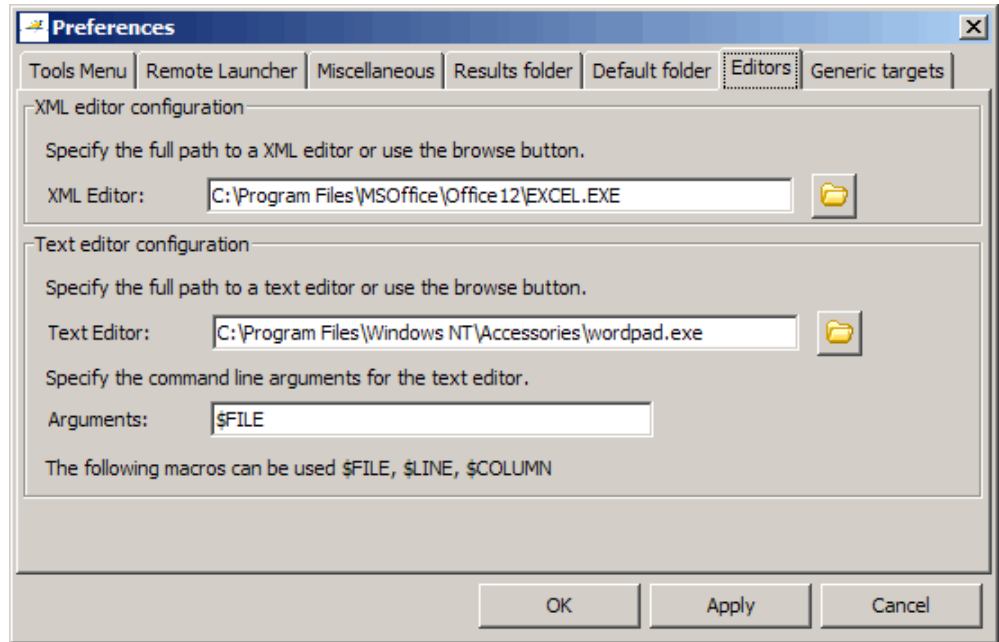 Preferences
Tools Menu Remote Launcher Miscellaneous Results folder Default folder Editors Generic targets
XML editor configuration
Specify the full path to a XML editor or use the browse button.
XML Editor: C:\Program Files\MSOffice\Office12\EXCEL.EXE
Text editor configuration
Specify the full path to a text editor or use the browse button.
Text Editor: C:\Program Files\Windows NT\Accessories\wordpad.exe
Specify the command line arguments for the text editor.
Arguments: $FILE
The following macros can be used $FILE, $LINE, $COLUMN
OK Apply Cancel